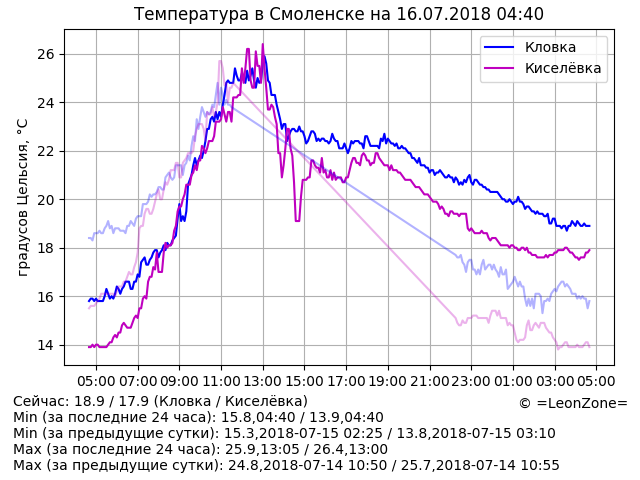 Температура в Смоленске на 16.07.2018 04:40
Кловка
Киселёвка
градусов Цельсия, °C
26
24
22
20
18
16
14
05:00 07:00 09:00 11:00 13:00 15:00 17:00 19:00 21:00 23:00 01:00 03:00 05:00
Сейчас: 18.9 / 17.9 (Кловка / Киселёвка)
© =LeonZone=
Min (за последние 24 часа): 15.8,04:40 / 13.9,04:40
Min (за предыдущие сутки): 15.3,2018-07-15 02:25 / 13.8,2018-07-15 03:10
Max (за последние 24 часа): 25.9,13:05 / 26.4,13:00
Max (за предыдущие сутки): 24.8,2018-07-14 10:50 / 25.7,2018-07-14 10:55